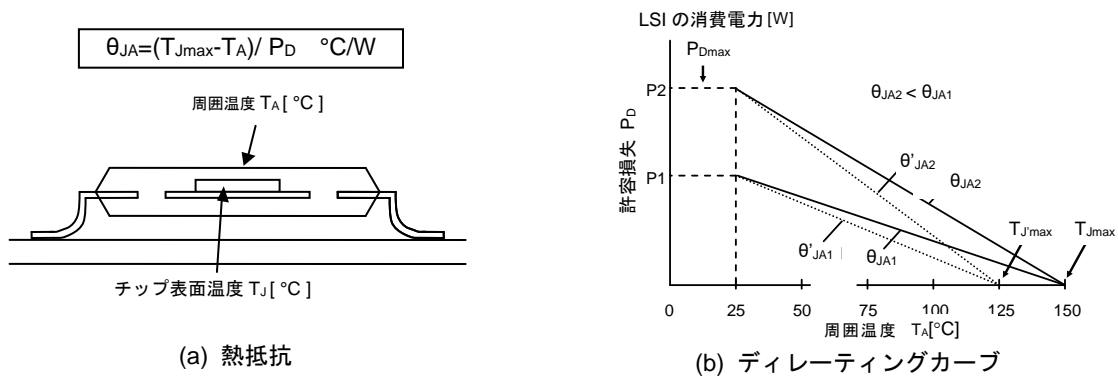 θJA=(TJmax-TA)/ PD °C/W
周囲温度 TA[ °C ]
チップ表面温度 TJ[ °C ]
(a) 熱抵抗
LSI の消費電力[W]
PDmax
P2
θJA2 < θJA1
許容損失 PD
θ'JA2
θJA2
P1
TJ'max
TJmax
θ'JA1
θJA1
0 25 50 75 100 125 150
周囲温度 TA[°C]
(b) ディレーティングカーブ